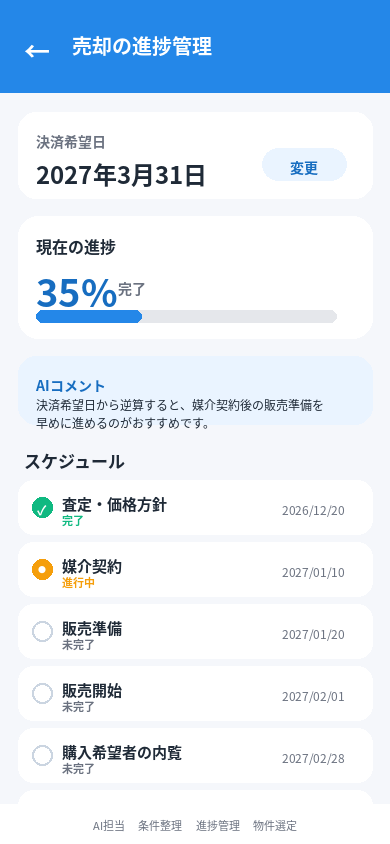 ← 売却の進捗管理
決済希望日
2027年3月31日
変更
現在の進捗
35%完了
AIコメント
決済希望日から逆算すると、媒介契約後の販売準備を
早めに進めるのがおすすめです。
スケジュール
査定・価格方針
2026/12/20
完了
媒介契約
2027/01/10
進行中
販売準備
2027/01/20
未完了
販売開始
2027/02/01
未完了
購入希望者の内覧
2027/02/28
未完了
AI担当 条件整理 進捗管理 物件選定